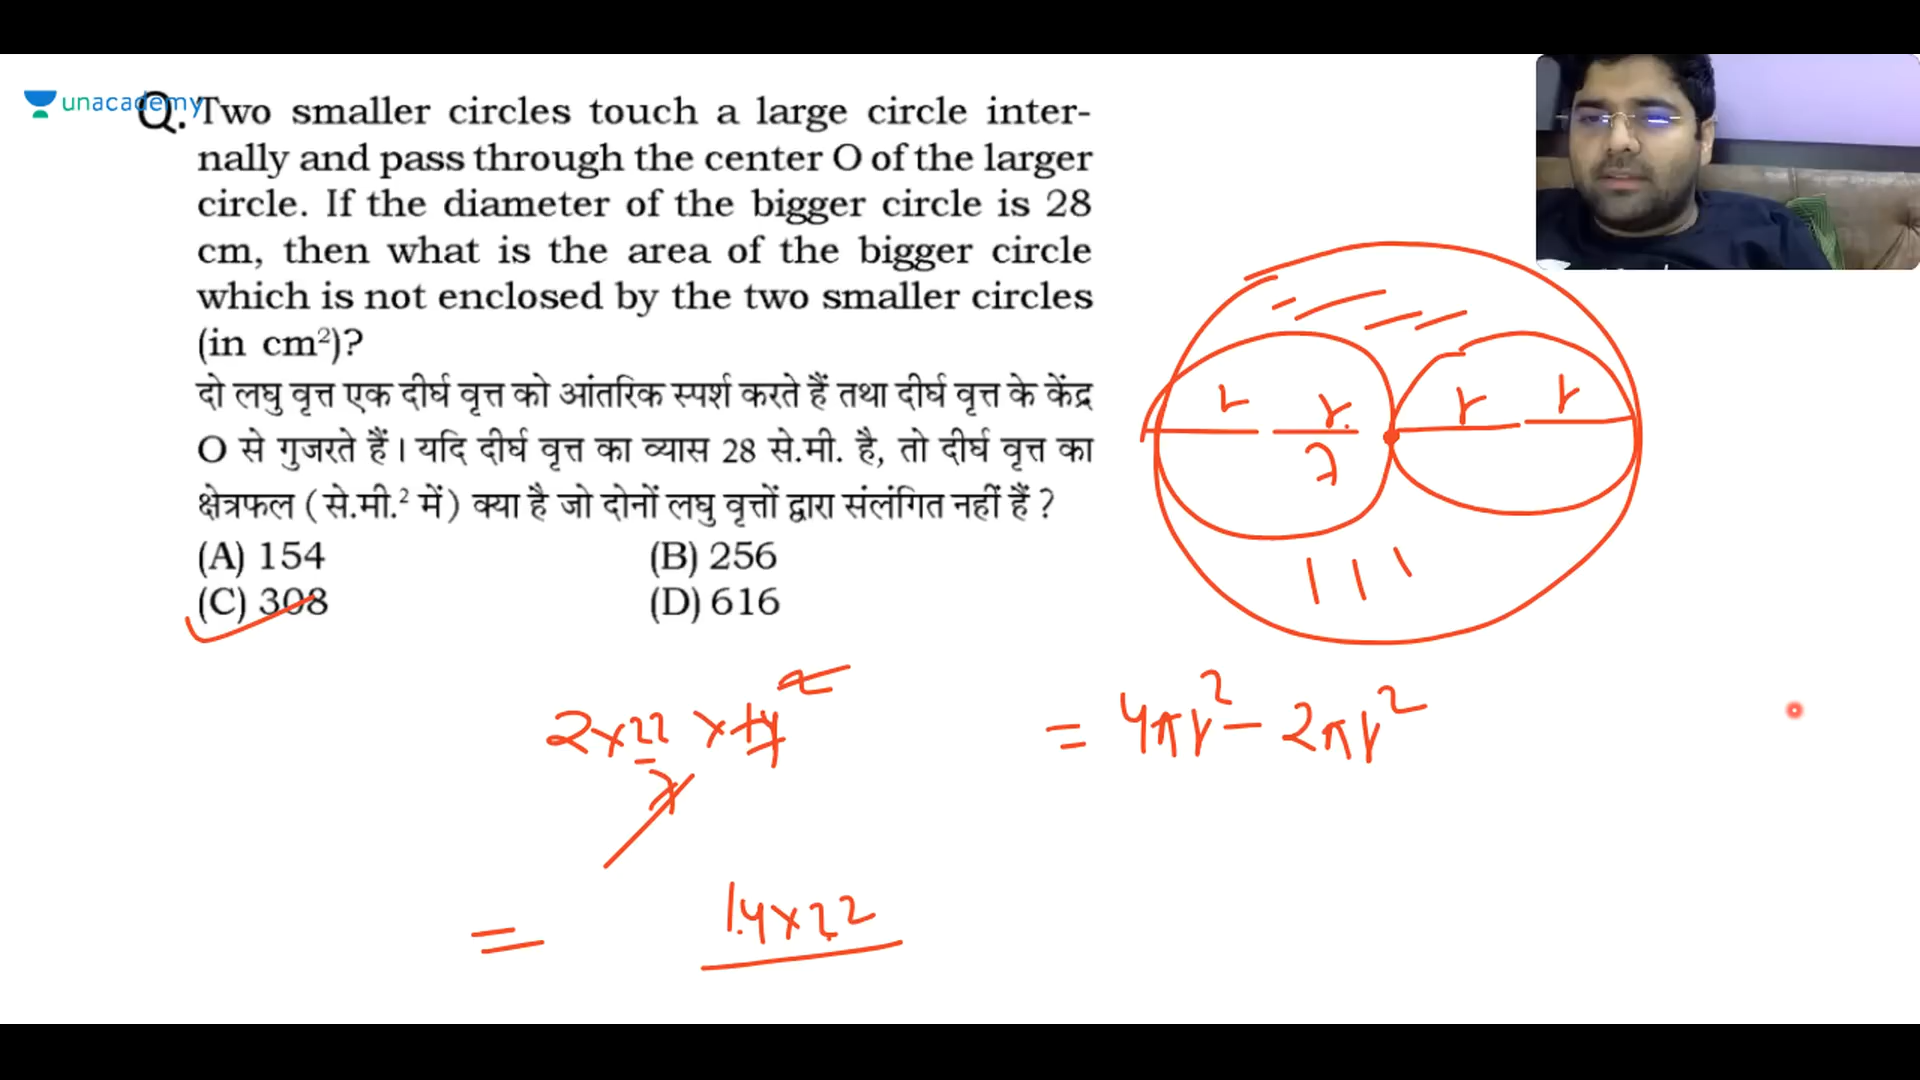 unacademy
Q. Two smaller circles touch a large circle inter-
nally and pass through the center O of the larger
circle. If the diameter of the bigger circle is 28
cm, then what is the area of the bigger circle
which is not enclosed by the two smaller circles
(in cm²)?
दो लघु वृत्त एक दीर्घ वृत्त को आंतरिक स्पर्श करते हैं तथा दीर्घ वृत्त के केंद्र
O से गुजरते हैं। यदि दीर्घ वृत्त का व्यास 28 से.मी. है, तो दीर्घ वृत्त का
क्षेत्रफल (से.मी.² में) क्या है जो दोनों लघु वृत्तों द्वारा संलंगित नहीं हैं ?
(A) 154 (B) 256
(C) 308 (D) 616
r r r r
7
2×22×14
7
= 4πr² - 2πr²
= 14×22